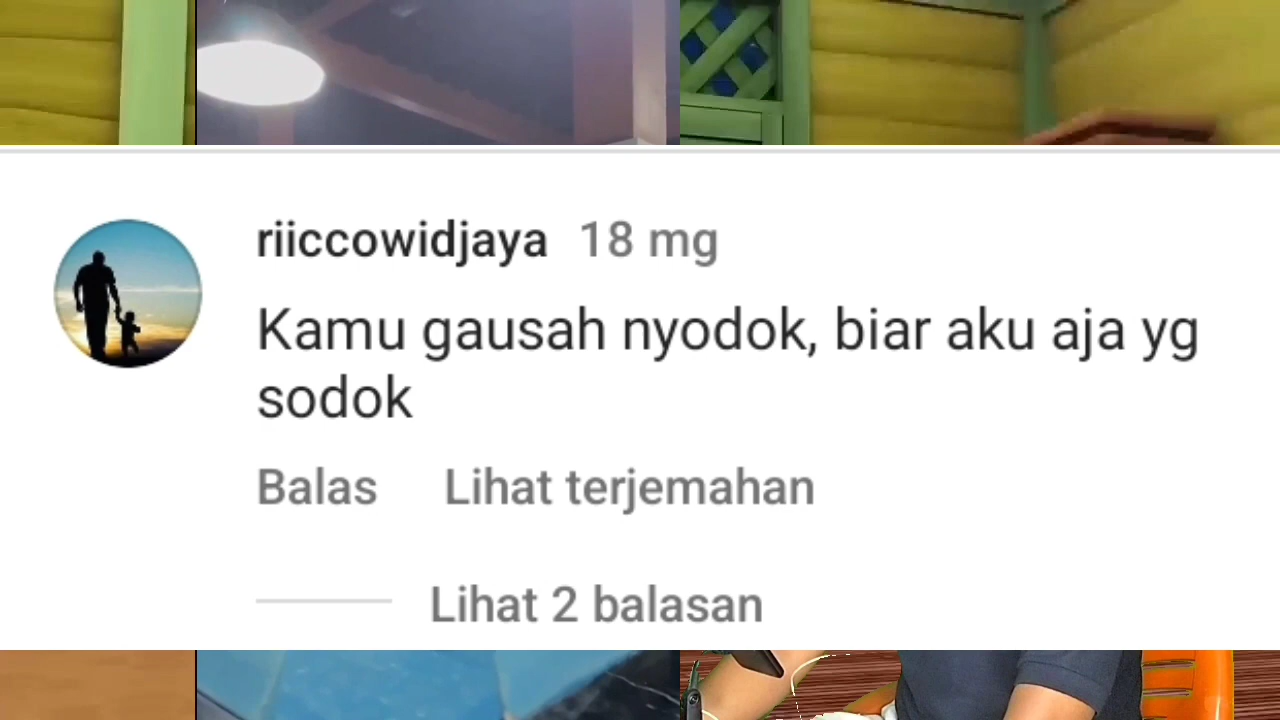 riiccowidjaya 18 mg
Kamu gausah nyodok, biar aku aja yg
sodok
Balas Lihat terjemahan
Lihat 2 balasan